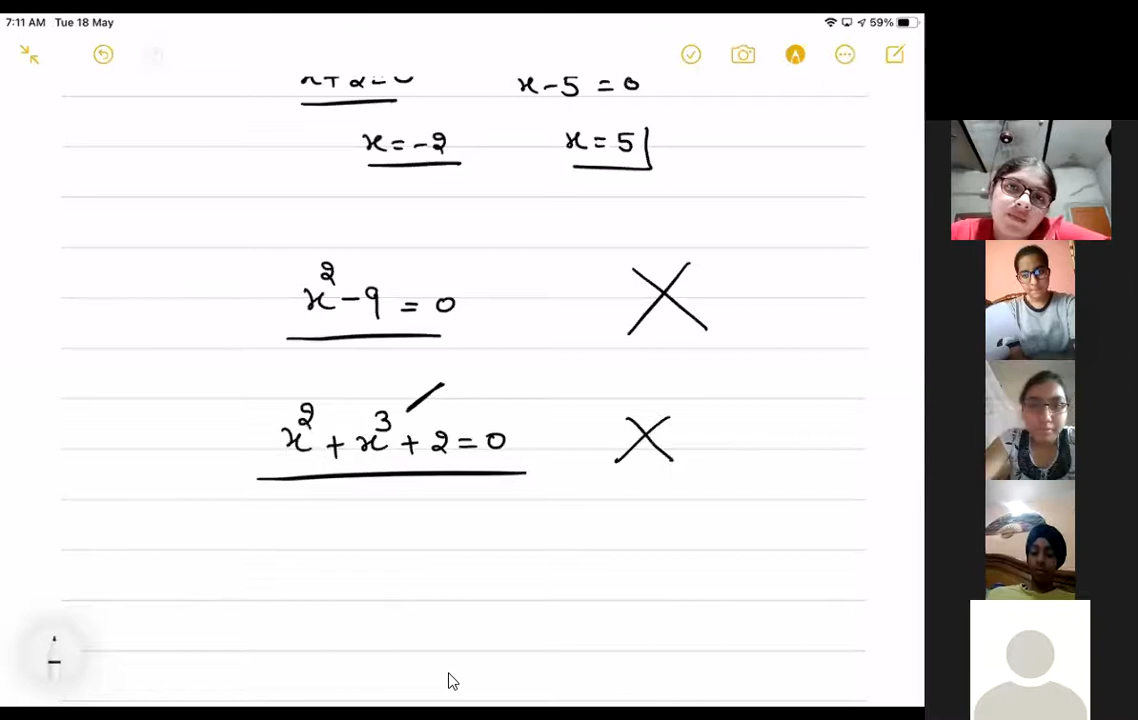 7:11 AM Tue 18 May 59%
x - 5 = 0
x = -2 x = 5
x² - 9 = 0
x² + x³ + 2 = 0